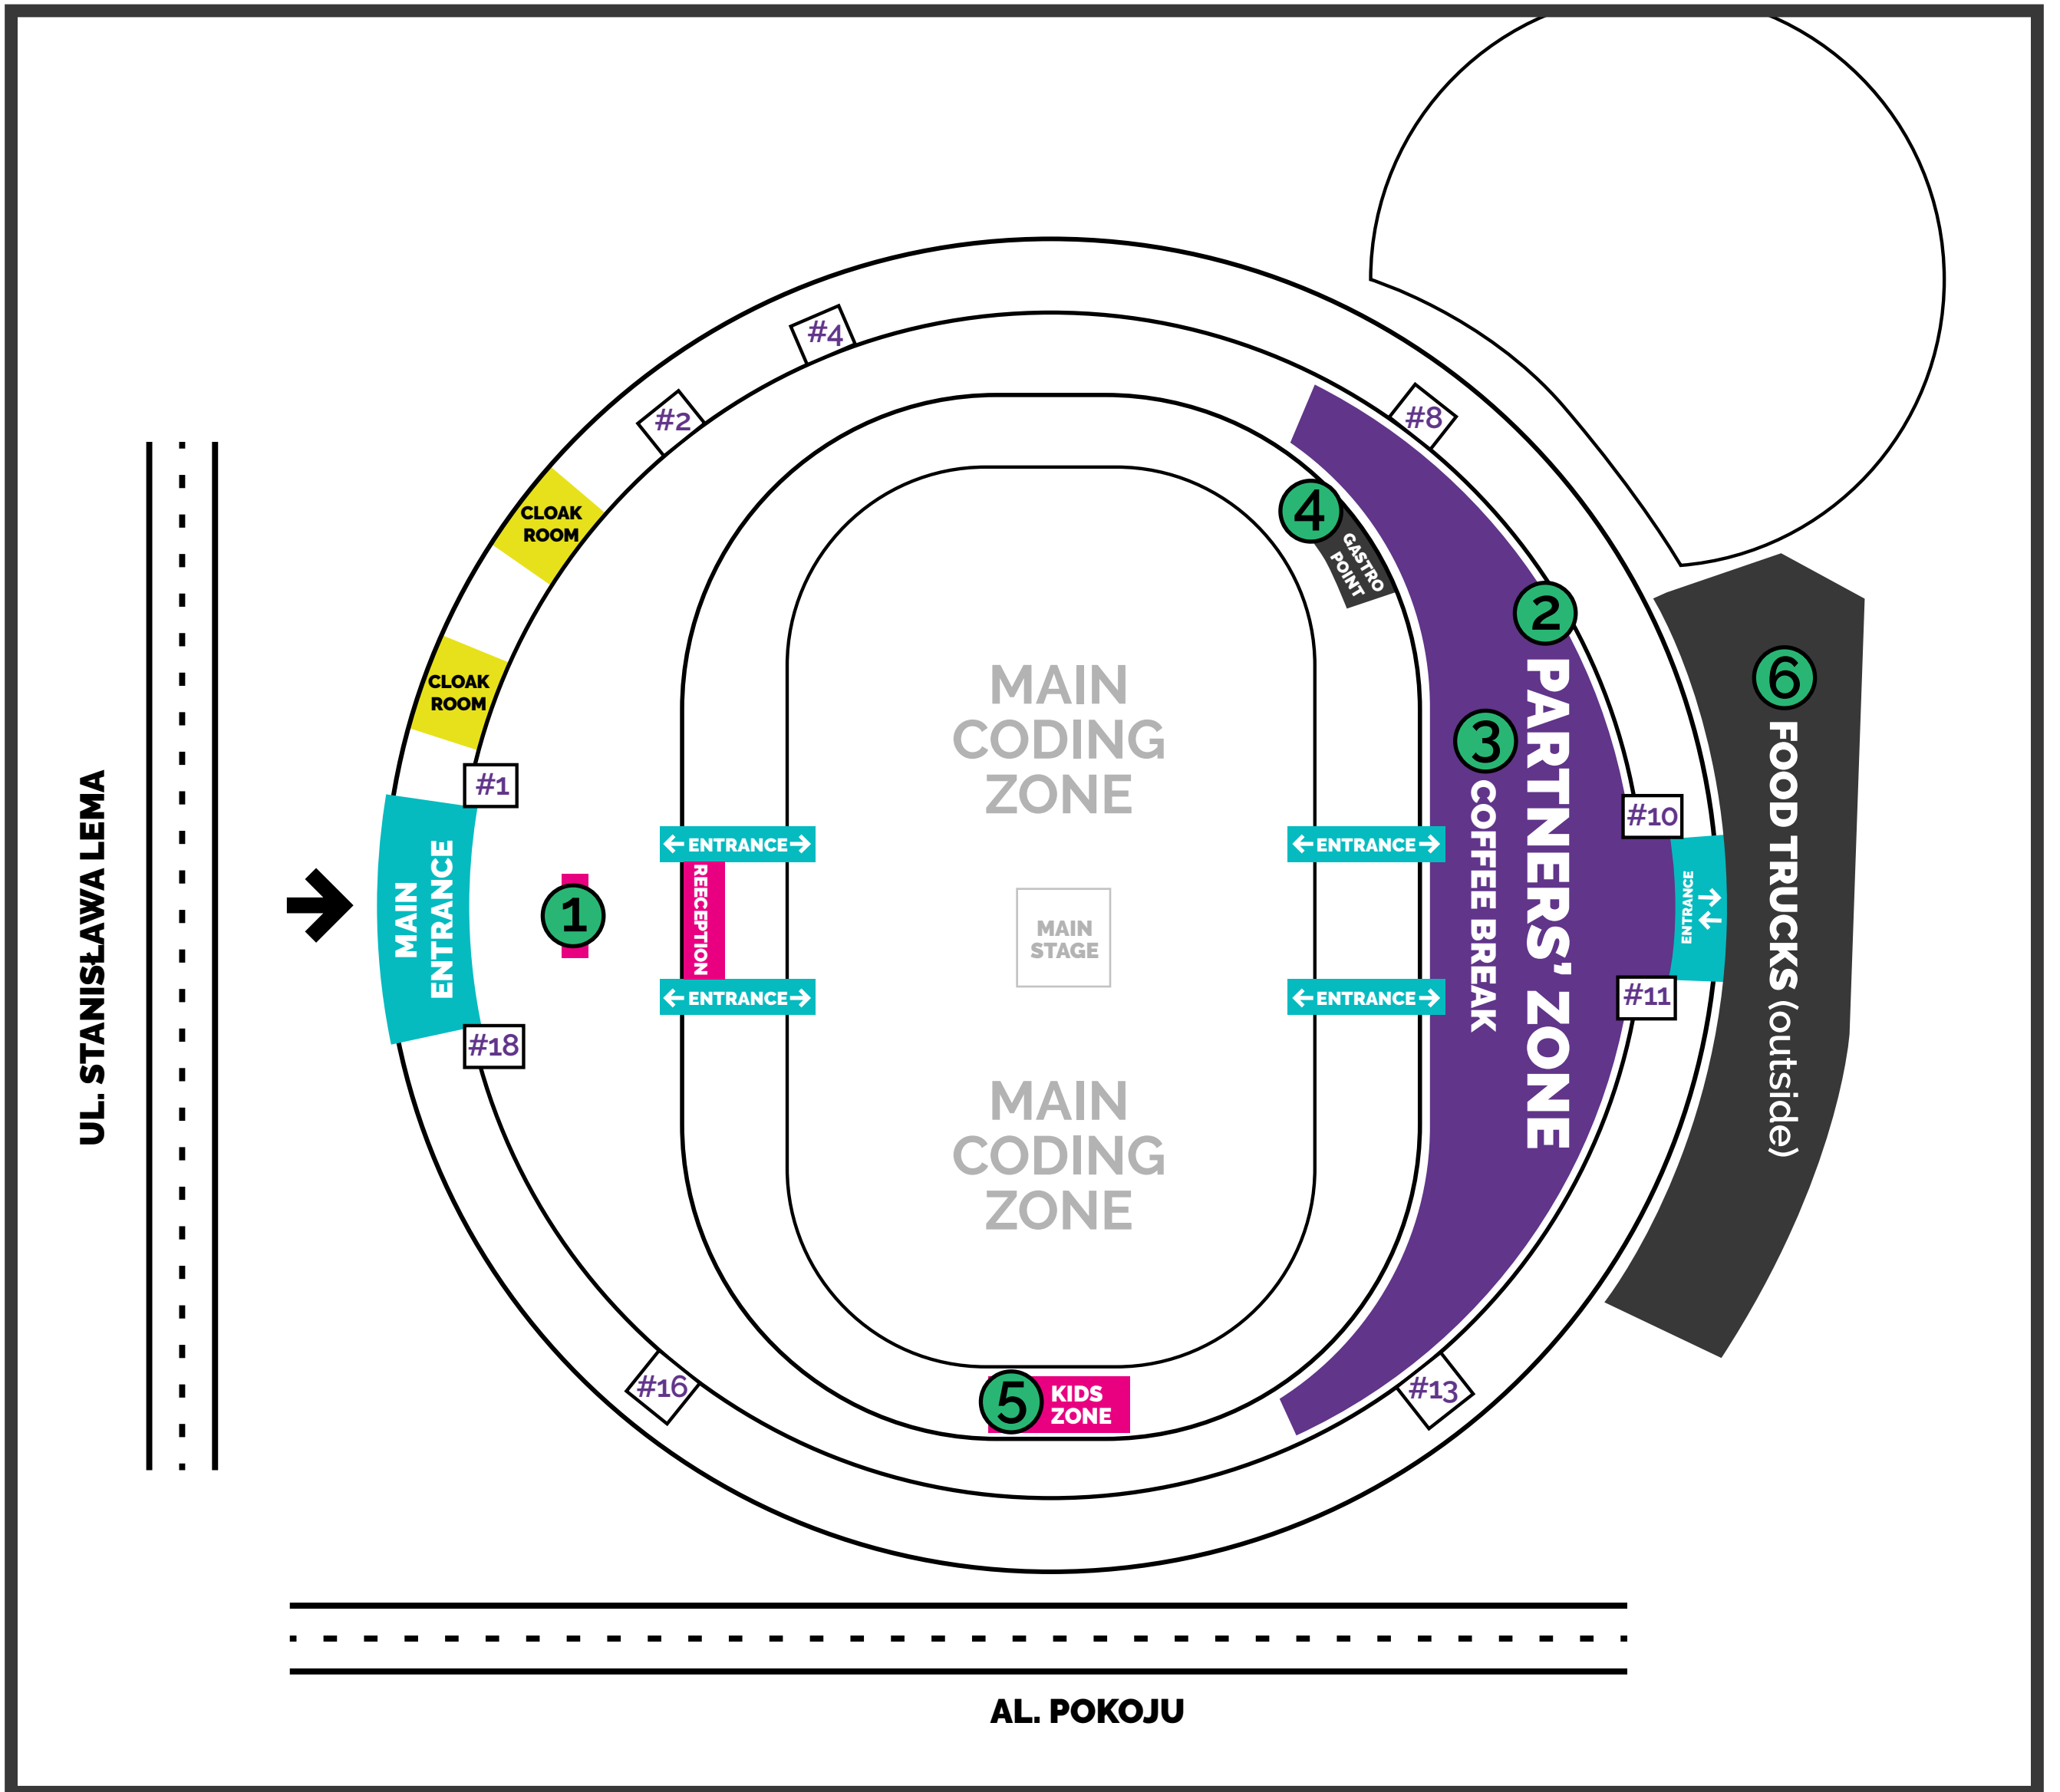 #4
#2
#8
CLOAK
ROOM
4
GASTRO
POINT
2
PARTNERS' ZONE
CLOAK
ROOM
6
FOOD TRUCKS (outside)
MAIN
CODING
ZONE
3
COFFEE BREAK
#1
#10
UL. STANISŁAWA LEMA
MAIN
ENTRANCE
ENTRANCE
ENTRANCE
1
REECEPTION
MAIN
STAGE
ENTRANCE
ENTRANCE
ENTRANCE
#11
#18
MAIN
CODING
ZONE
#16
5
KIDS
ZONE
#13
AL. POKOJU